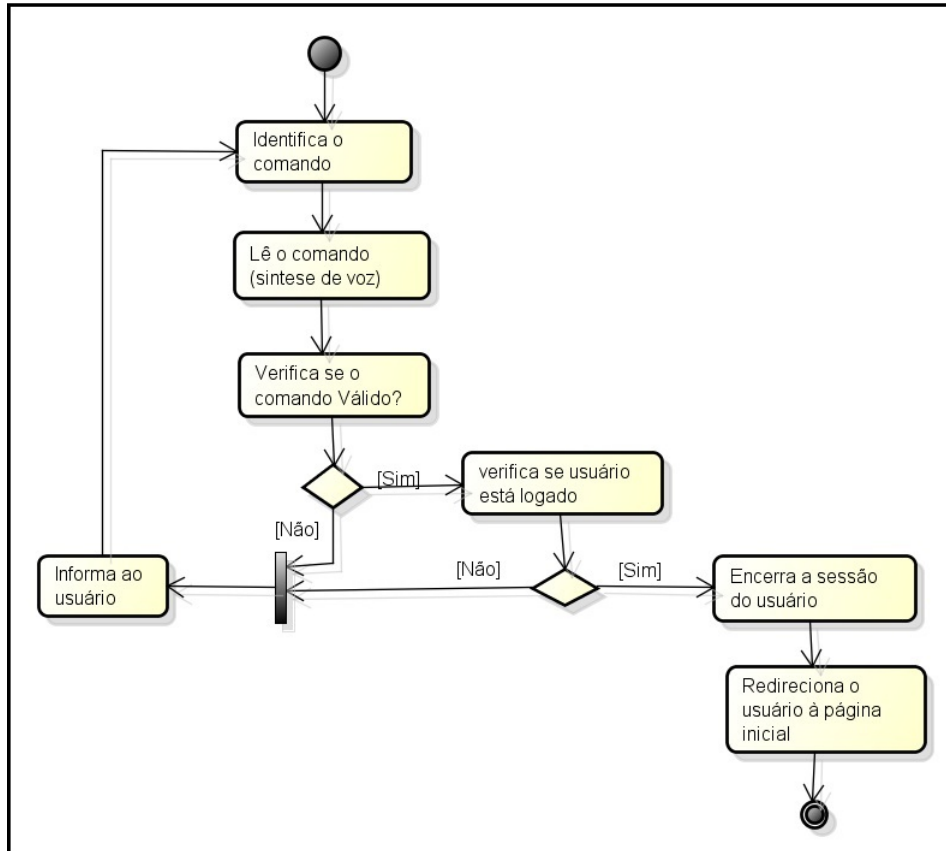 Identifica o
comando
Lê o comando
(sintese de voz)
Verifica se o
comando Válido?
[Sim]
verifica se usuário
está logado
[Não]
Informa ao
usuário
[Não]
[Sim]
Encerra a sessão
do usuário
Redireciona o
usuário à página
inicial